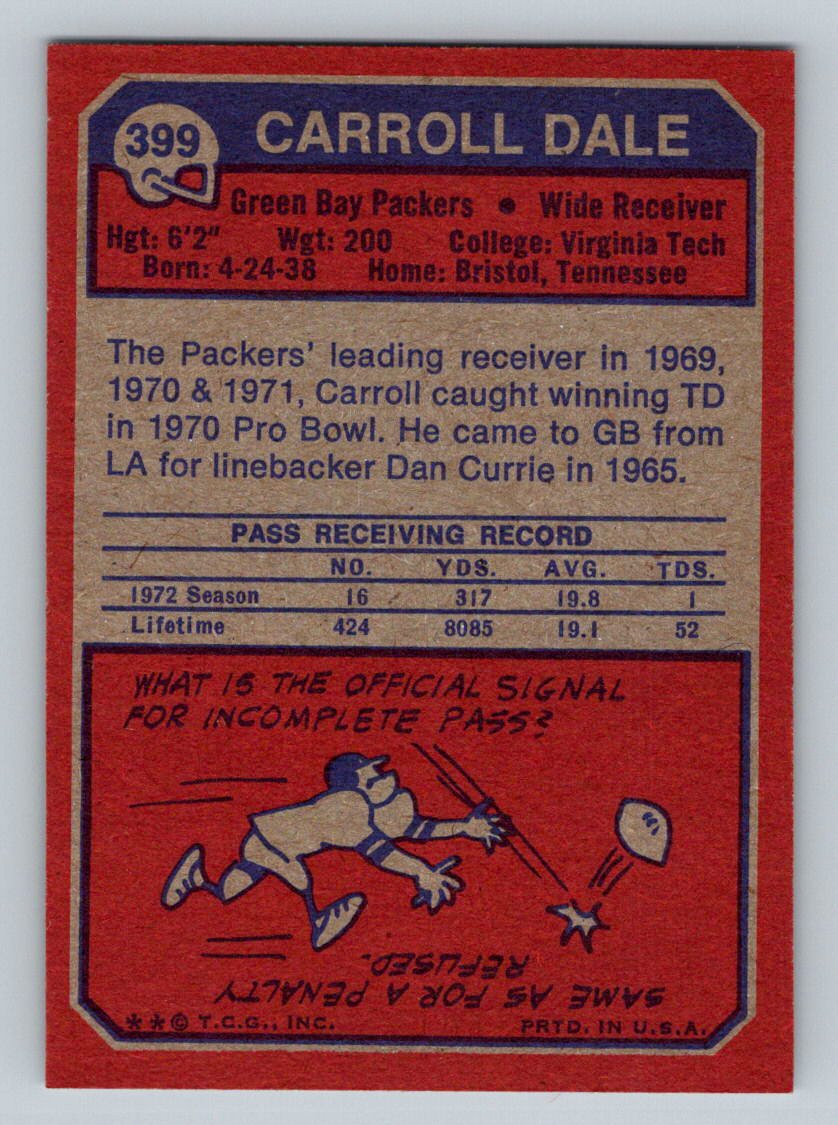 399
CARROLL DALE
Green Bay Packers • Wide Receiver
Hgt: 6'2" Wgt: 200 College: Virginia Tech
Born: 4-24-38 Home: Bristol, Tennessee
The Packers' leading receiver in 1969,
1970 & 1971, Carroll caught winning TD
in 1970 Pro Bowl. He came to GB from
LA for linebacker Dan Currie in 1965.
PASS RECEIVING RECORD
NO. YDS. AVG. TDS.
1972 Season 16 317 19.8 1
Lifetime 424 8085 19.1 52
WHAT IS THE OFFICIAL SIGNAL
FOR INCOMPLETE PASS?
SAME AS FOR A PENALTY
REFUSED.
**© T.C.G., INC. PRTD. IN U.S.A.